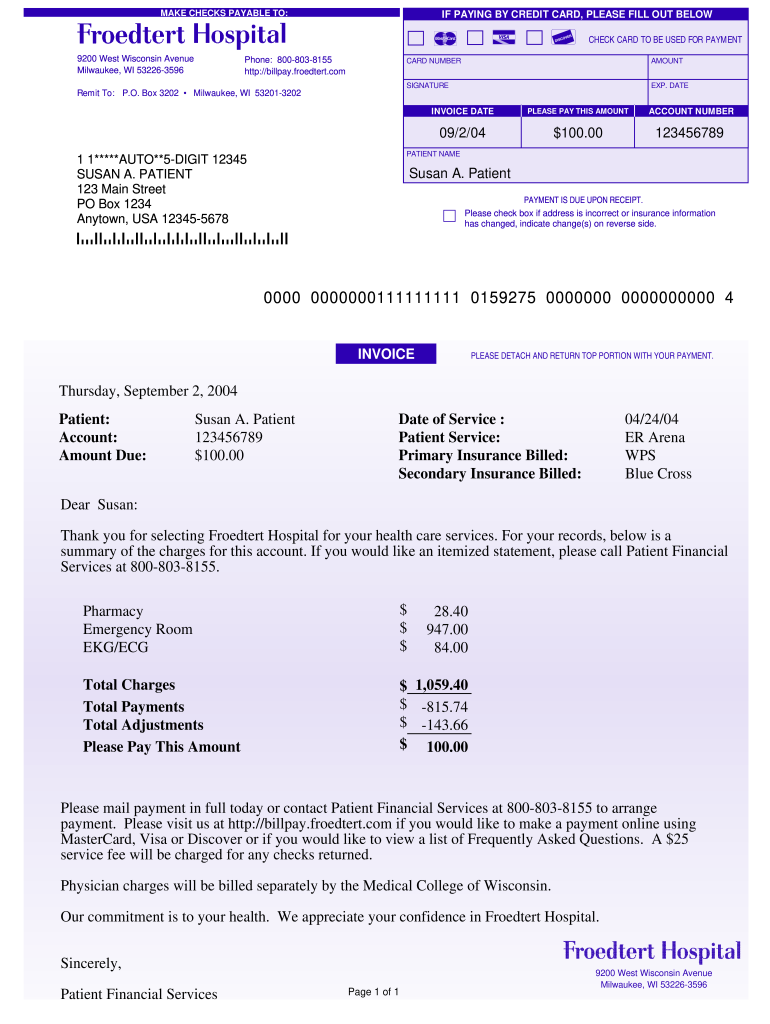 MAKE CHECKS PAYABLE TO:
Froedtert Hospital
9200 West Wisconsin Avenue
Milwaukee, WI 53226-3596
Phone: 800-803-8155
http://billpay.froedtert.com
Remit To: P.O. Box 3202 • Milwaukee, WI 53201-3202
IF PAYING BY CREDIT CARD, PLEASE FILL OUT BELOW
MasterCard VISA DISCOVER CHECK CARD TO BE USED FOR PAYMENT
CARD NUMBER AMOUNT
SIGNATURE EXP. DATE
INVOICE DATE PLEASE PAY THIS AMOUNT ACCOUNT NUMBER
09/2/04 $100.00 123456789
PATIENT NAME
Susan A. Patient
1 1*****AUTO**5-DIGIT 12345
SUSAN A. PATIENT
123 Main Street
PO Box 1234
Anytown, USA 12345-5678
PAYMENT IS DUE UPON RECEIPT.
Please check box if address is incorrect or insurance information
has changed, indicate change(s) on reverse side.
0000 0000000111111111 0159275 0000000 0000000000 4
INVOICE
PLEASE DETACH AND RETURN TOP PORTION WITH YOUR PAYMENT.
Thursday, September 2, 2004
Patient: Susan A. Patient Date of Service : 04/24/04
Account: 123456789 Patient Service: ER Arena
Amount Due: $100.00 Primary Insurance Billed: WPS
Secondary Insurance Billed: Blue Cross
Dear Susan:
Thank you for selecting Froedtert Hospital for your health care services. For your records, below is a
summary of the charges for this account. If you would like an itemized statement, please call Patient Financial
Services at 800-803-8155.
Pharmacy $ 28.40
Emergency Room $ 947.00
EKG/ECG $ 84.00
Total Charges $ 1,059.40
Total Payments $ -815.74
Total Adjustments $ -143.66
Please Pay This Amount $ 100.00
Please mail payment in full today or contact Patient Financial Services at 800-803-8155 to arrange
payment. Please visit us at http://billpay.froedtert.com if you would like to make a payment online using
MasterCard, Visa or Discover or if you would like to view a list of Frequently Asked Questions. A $25
service fee will be charged for any checks returned.
Physician charges will be billed separately by the Medical College of Wisconsin.
Our commitment is to your health. We appreciate your confidence in Froedtert Hospital.
Sincerely,
Patient Financial Services
Page 1 of 1
Froedtert Hospital
9200 West Wisconsin Avenue
Milwaukee, WI 53226-3596